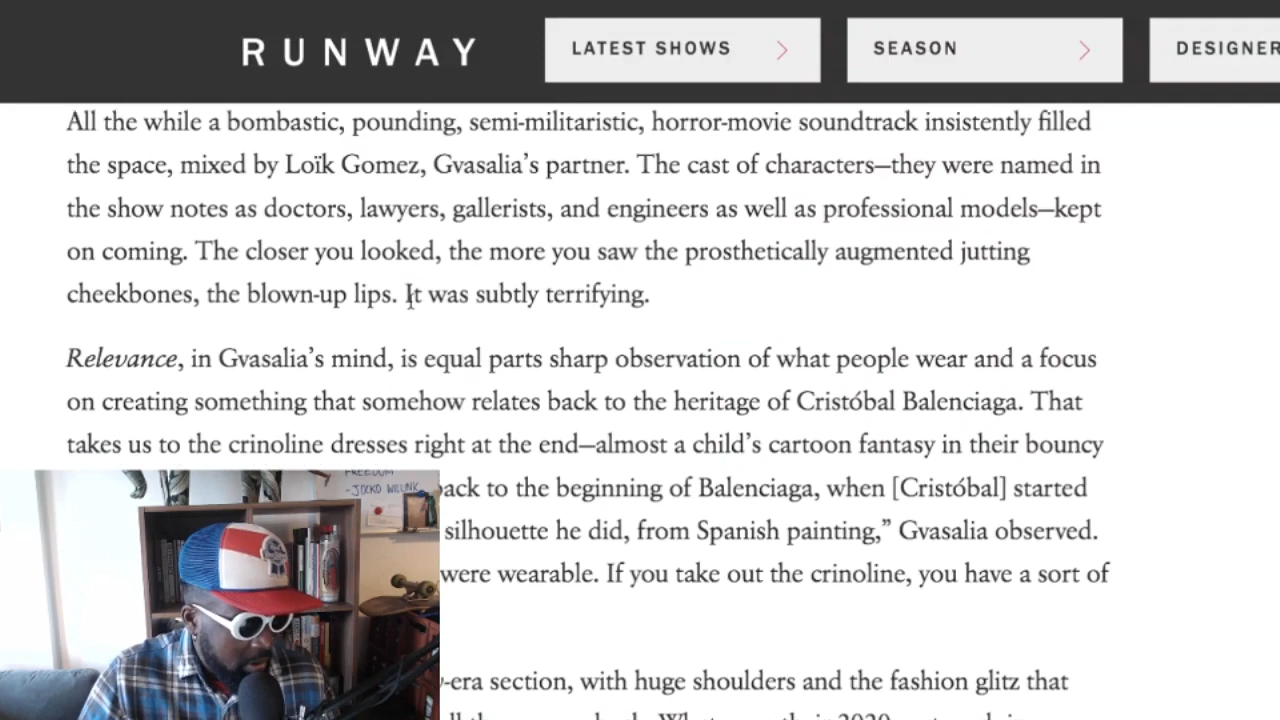 RUNWAY
LATEST SHOWS
SEASON
DESIGNER
All the while a bombastic, pounding, semi-militaristic, horror-movie soundtrack insistently filled
the space, mixed by Loïk Gomez, Gvasalia’s partner. The cast of characters—they were named in
the show notes as doctors, lawyers, gallerists, and engineers as well as professional models—kept
on coming. The closer you looked, the more you saw the prosthetically augmented jutting
cheekbones, the blown-up lips. It was subtly terrifying.
Relevance, in Gvasalia’s mind, is equal parts sharp observation of what people wear and a focus
on creating something that somehow relates back to the heritage of Cristóbal Balenciaga. That
takes us to the crinoline dresses right at the end—almost a child’s cartoon fantasy in their bouncy
back to the beginning of Balenciaga, when [Cristóbal] started
silhouette he did, from Spanish painting,” Gvasalia observed.
were wearable. If you take out the crinoline, you have a sort of
-era section, with huge shoulders and the fashion glitz that
FREEDOM
-JOCKO WILLINK